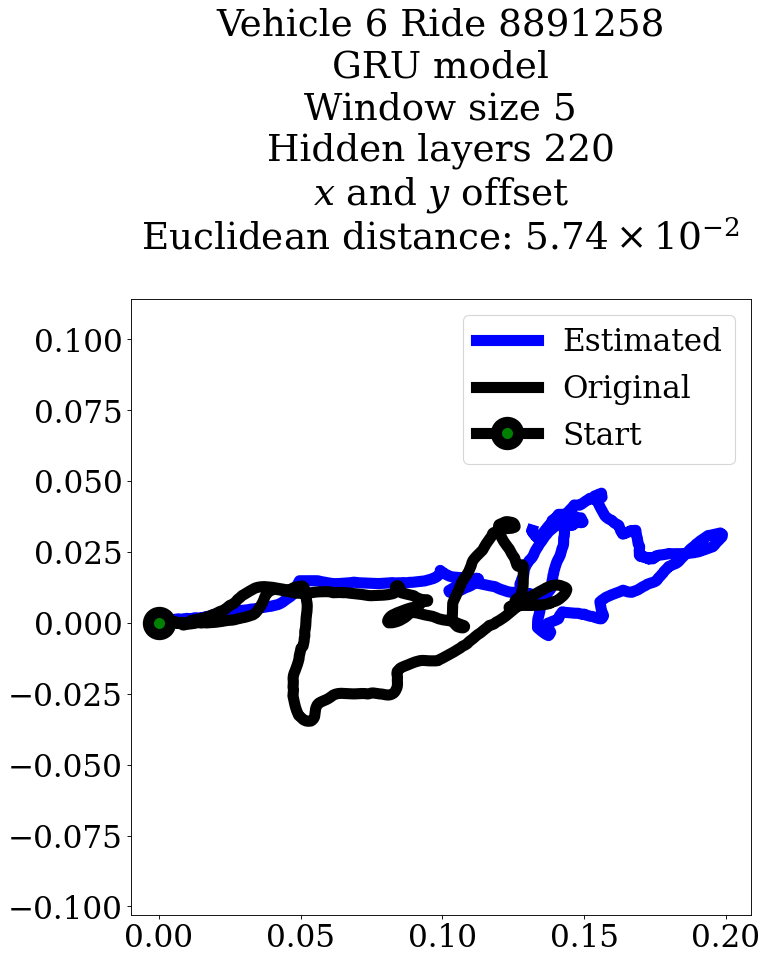 Vehicle 6 Ride 8891258
GRU model
Window size 5
Hidden layers 220
x and y offset
Euclidean distance: 5.74 × 10⁻²
Estimated
Original
Start
0.100
0.075
0.050
0.025
0.000
−0.025
−0.050
−0.075
−0.100
0.00 0.05 0.10 0.15 0.20